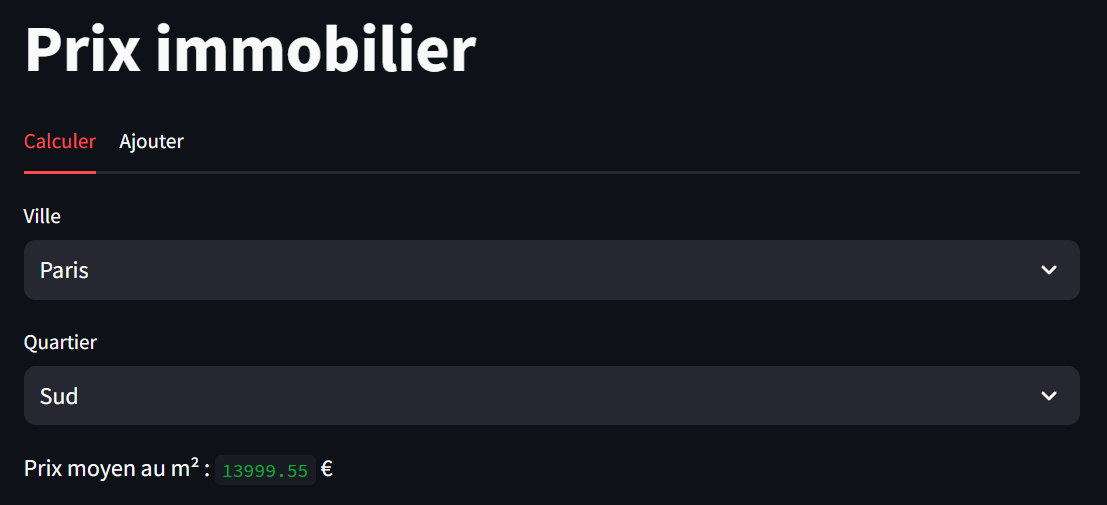 Prix immobilier
Calculer Ajouter
Ville
Paris
Quartier
Sud
Prix moyen au m² : 13999.55 €